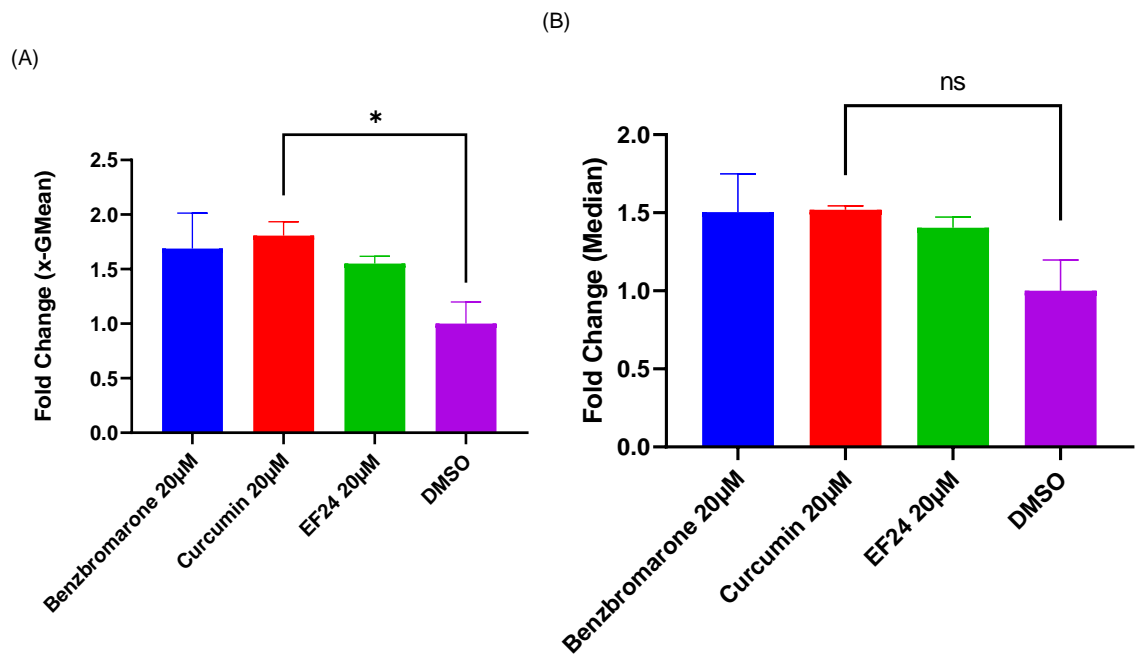 (A)
Fold Change (x-GMean)
2.5
2.0
1.5
1.0
0.5
0.0
*
Benzbromarone 20µM
Curcumin 20µM
EF24 20µM
DMSO
(B)
Fold Change (Median)
2.0
1.5
1.0
0.5
0.0
ns
Benzbromarone 20µM
Curcumin 20µM
EF24 20µM
DMSO